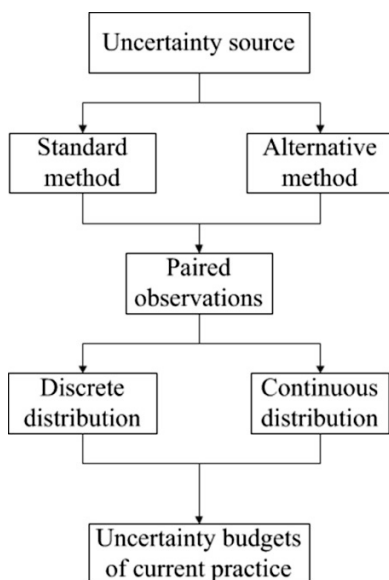 Uncertainty source
Standard
method
Alternative
method
Paired
observations
Discrete
distribution
Continuous
distribution
Uncertainty budgets
of current practice